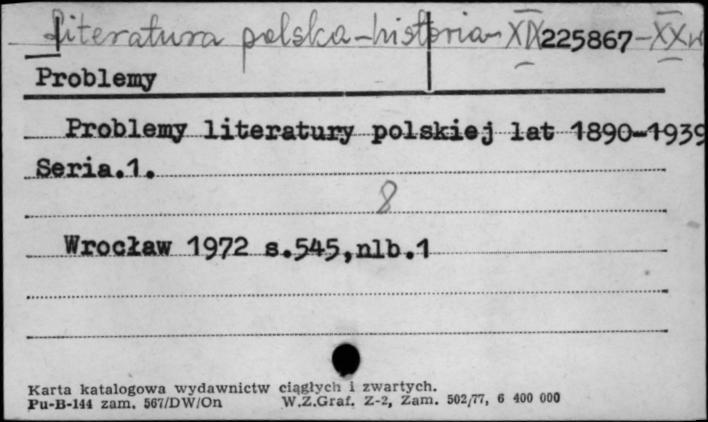 Literatura polska - historia - XIX 225867 - XX w
Problemy
Problemy literatury polskiej lat 1890-1939
Seria.1.
8
Wrocław 1972 s.545,nlb.1
Karta katalogowa wydawnictw ciągłych i zwartych.
Pu-B-144 zam. 567/DW/On W.Z.Graf. Z-2, Zam. 502/77, 6 400 000